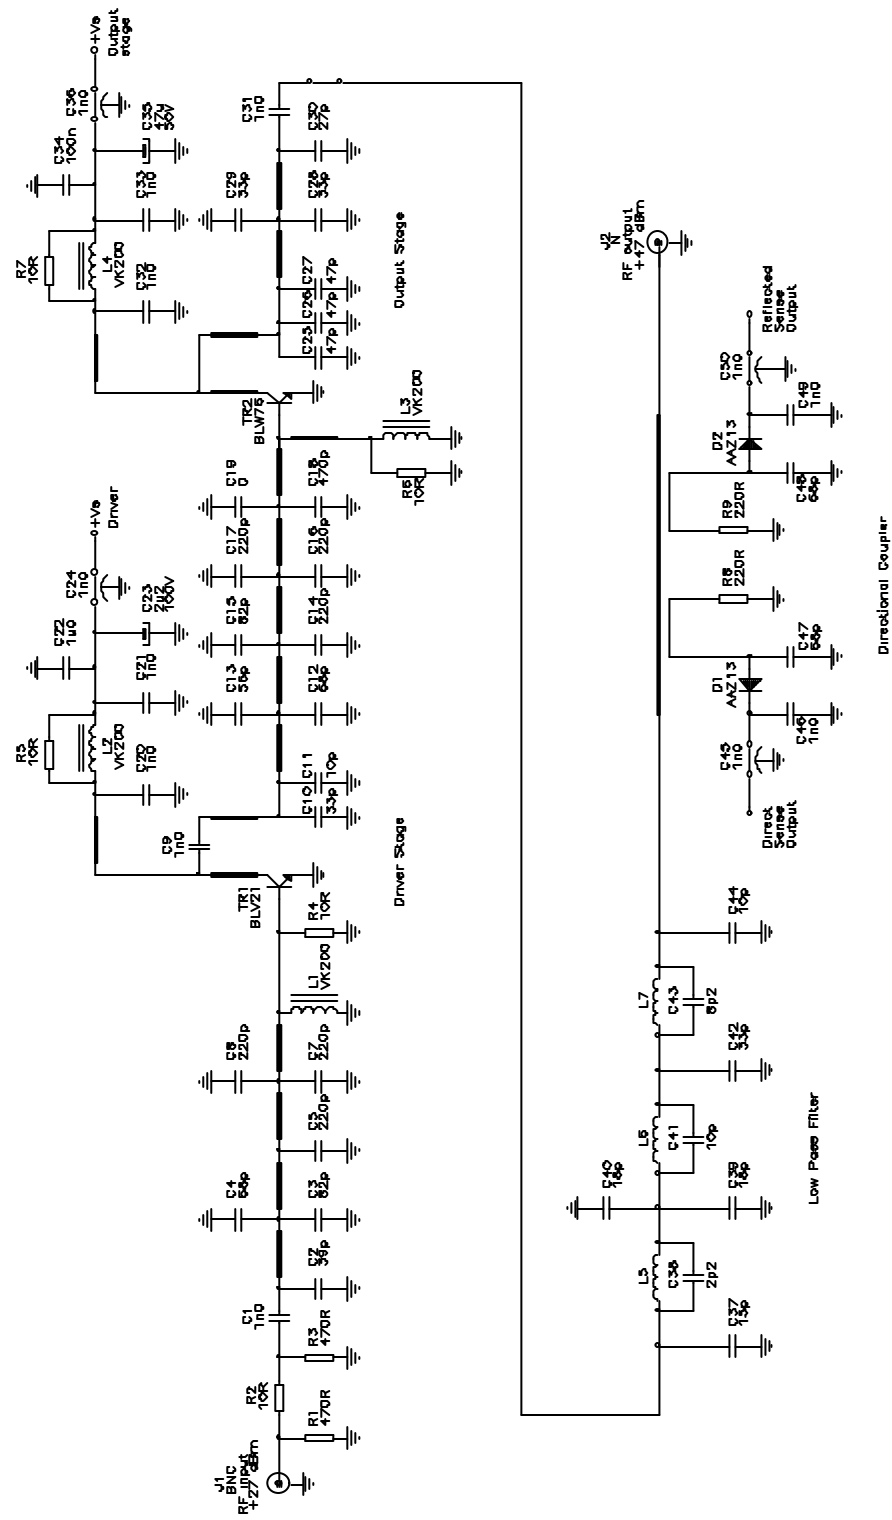 J1
BNC
RF input
+27 dBm
R1
470R
R2
10R
R3
470R
C1
1n0
C2
39p
C3
82p
C4
68p
C5
220p
C6
220p
C7
220p
L1
VK200
R4
10R
TR1
BLV21
C9
1n0
C10
33p
C11
10p
Driver Stage
R5
10R
L2
VK200
C20
1n0
C21
1n0
C22
1u0
C23
2u2
100V
C24
1n0
+Vs
Driver
C12
68p
C13
56p
C14
220p
C15
82p
C16
220p
C17
220p
C18
470p
C19
0
R6
10R
L3
VK200
TR2
BLW76
C25
47p
C26
47p
C27
47p
Output Stage
C28
33p
C29
33p
C30
27p
C31
1n0
R7
10R
L4
VK200
C32
1n0
C33
1n0
C34
100n
C35
47u
50V
C36
1n0
+Vs
Output
stage
C37
15p
L5
C38
2p2
C39
18p
C40
18p
L6
C41
10p
C42
33p
L7
C43
8p2
C44
10p
Low Pass Filter
Direct
Sense
Output
C45
1n0
C46
1n0
D1
AAZ13
C47
68p
R8
220R
R9
220R
D2
AAZ13
C48
68p
C49
1n0
C50
1n0
Reflected
Sense
Output
Directional Coupler
J2
N
RF output
+47 dBm